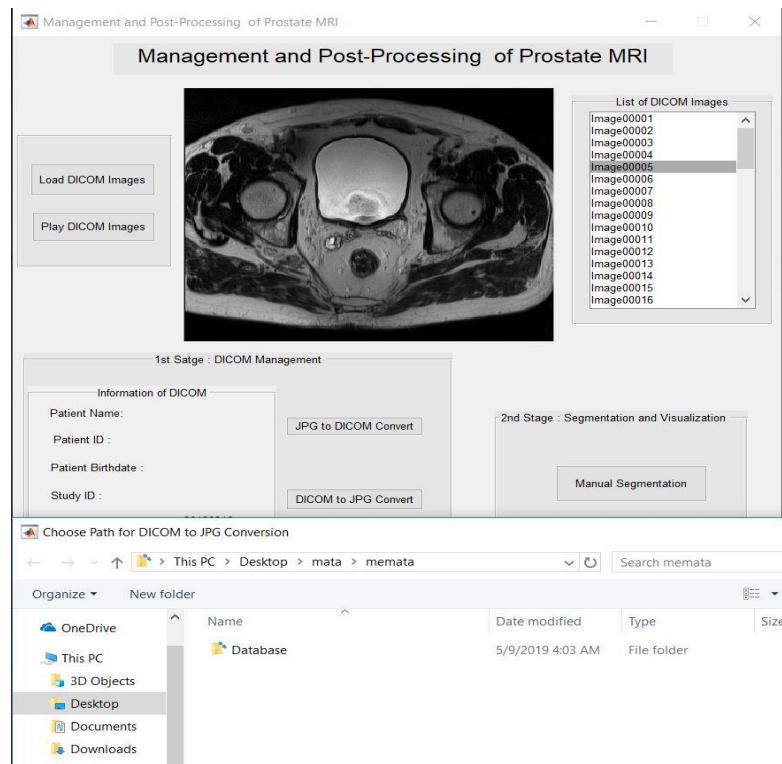 Management and Post-Processing of Prostate MRI
Management and Post-Processing of Prostate MRI
Load DICOM Images
Play DICOM Images
List of DICOM Images
Image00001
Image00002
Image00003
Image00004
Image00005
Image00006
Image00007
Image00008
Image00009
Image00010
Image00011
Image00012
Image00013
Image00014
Image00015
Image00016
1st Satge : DICOM Management
Information of DICOM
Patient Name:
Patient ID :
Patient Birthdate :
Study ID :
JPG to DICOM Convert
DICOM to JPG Convert
2nd Stage : Segmentation and Visualization
Manual Segmentation
Choose Path for DICOM to JPG Conversion
This PC > Desktop > mata > memata
Search memata
Organize
New folder
Name
Date modified
Type
Size
OneDrive
This PC
3D Objects
Desktop
Documents
Downloads
Database
5/9/2019 4:03 AM
File folder